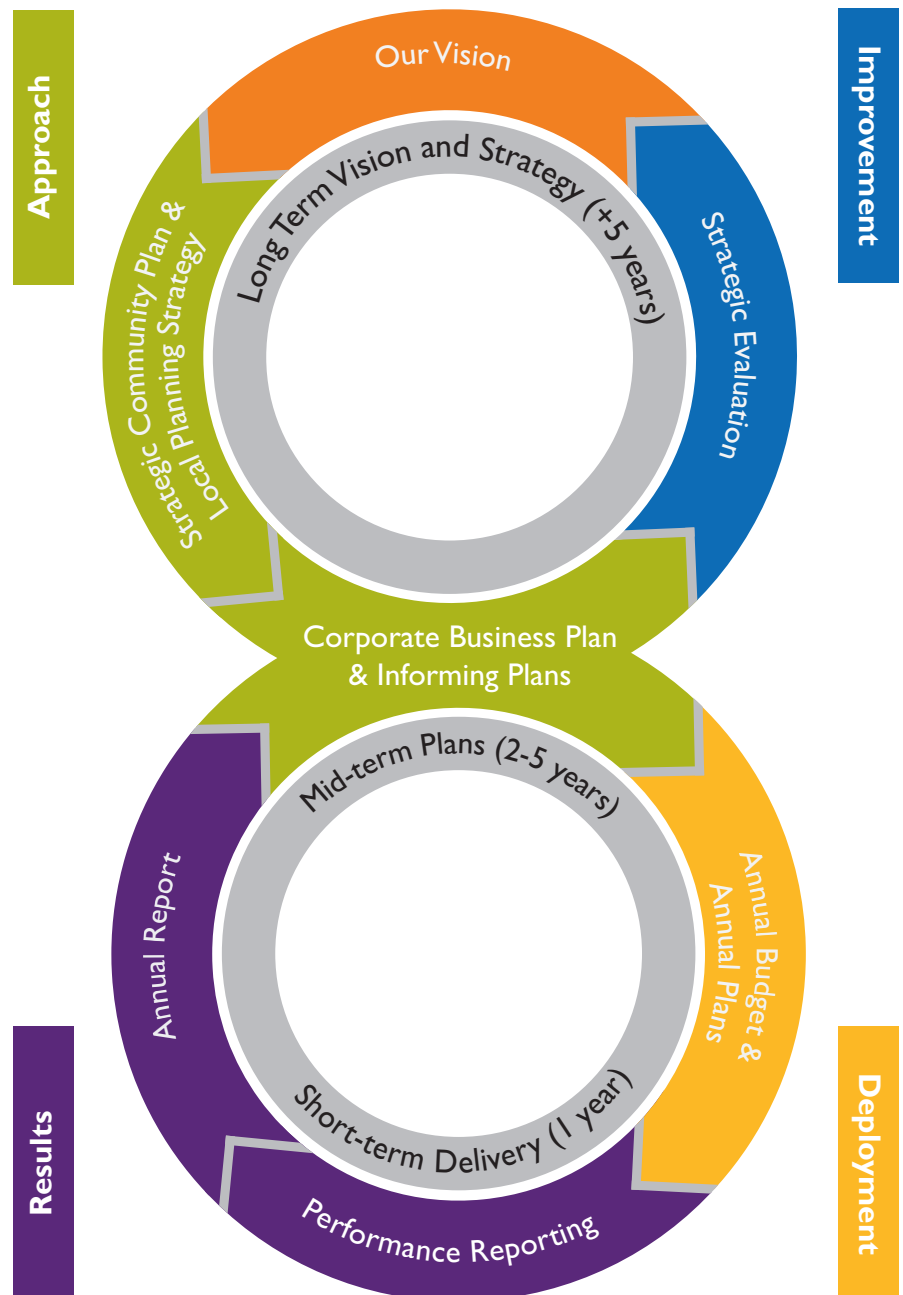 Approach
Our Vision
Improvement
Long Term Vision and Strategy (+5 years)
Strategic Community Plan &
Local Planning Strategy
Strategic Evaluation
Corporate Business Plan
& Informing Plans
Mid-term Plans (2-5 years)
Annual Report
Annual Budget &
Annual Plans
Short-term Delivery (1 year)
Performance Reporting
Results
Deployment